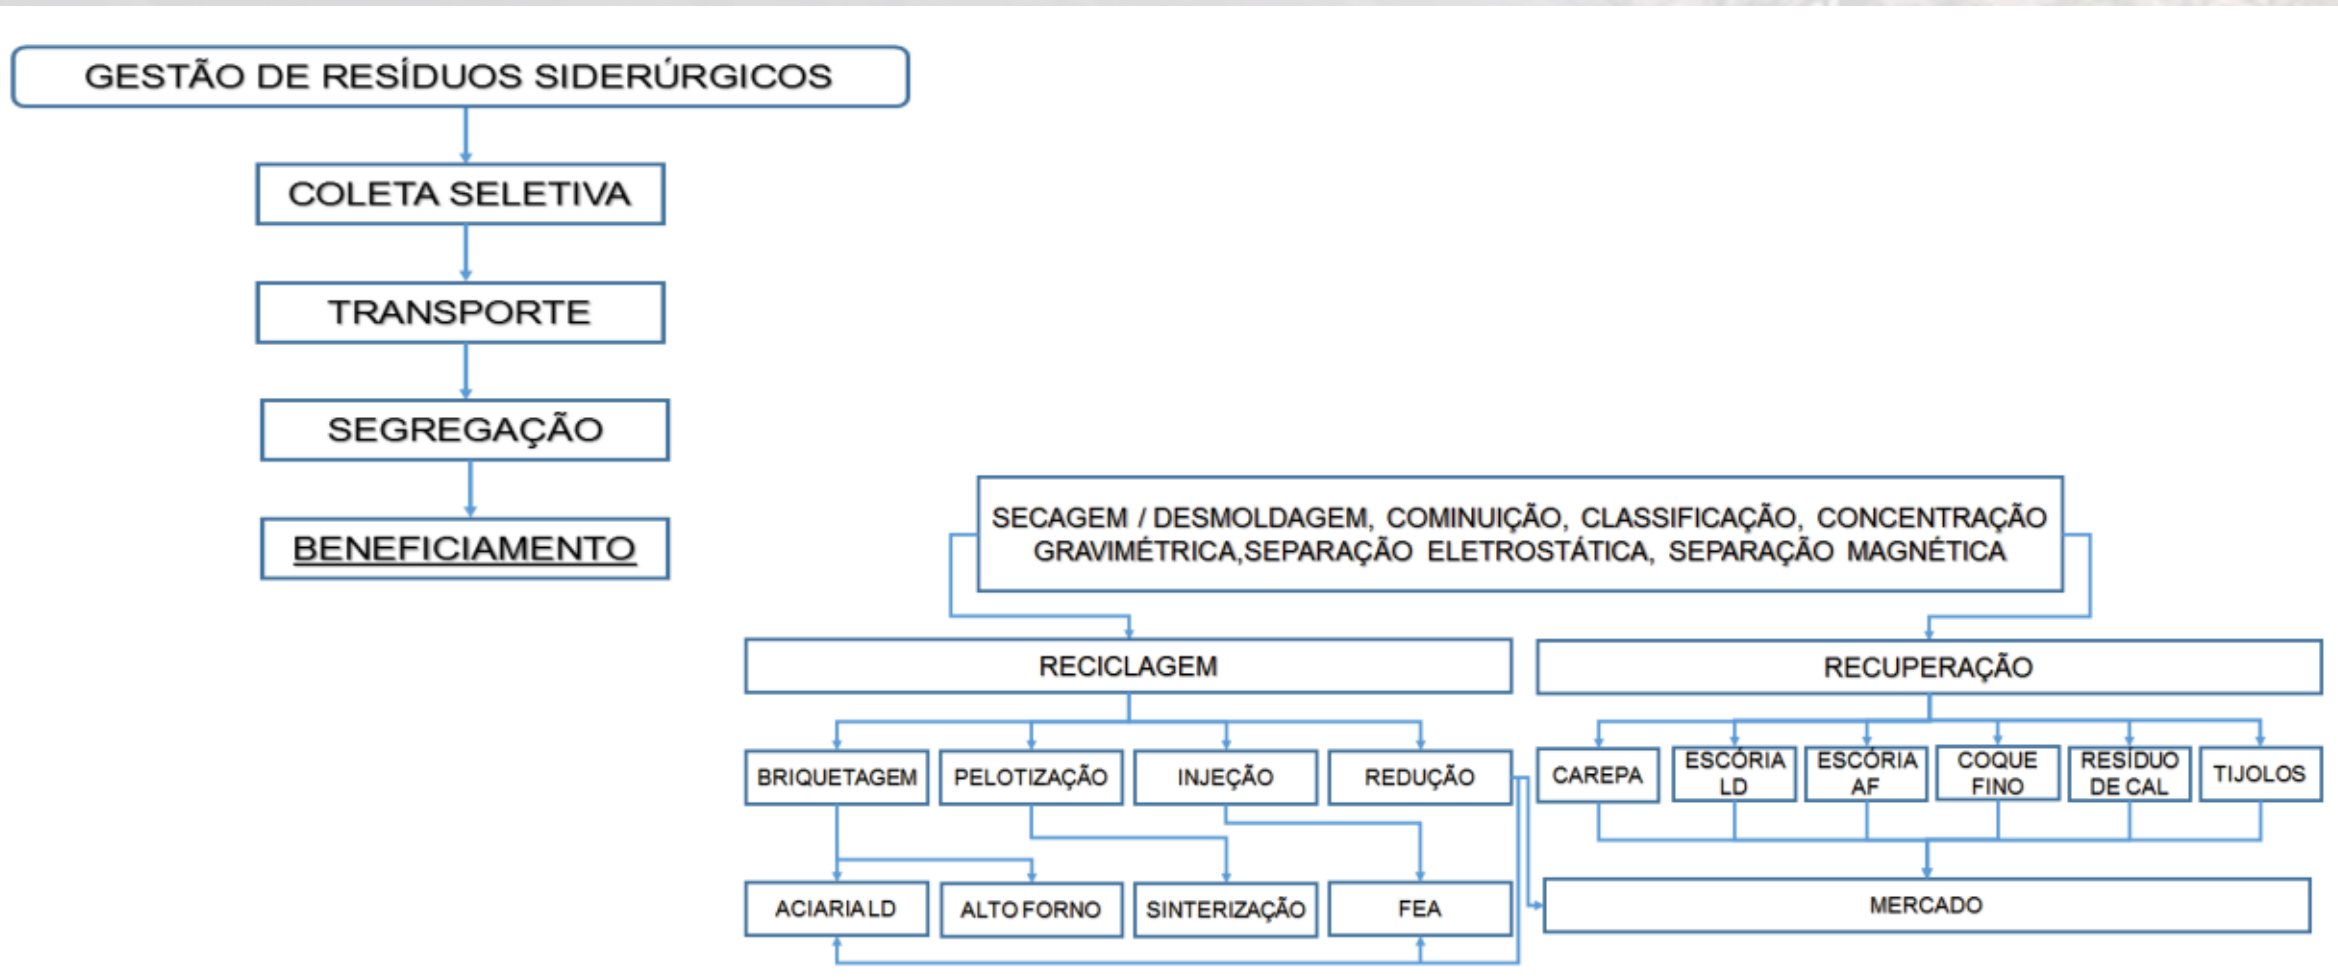 GESTÃO DE RESÍDUOS SIDERÚRGICOS
COLETA SELETIVA
TRANSPORTE
SEGREGAÇÃO
BENEFICIAMENTO
SECAGEM / DESMOLDAGEM, COMINUIÇÃO, CLASSIFICAÇÃO, CONCENTRAÇÃO
GRAVIMÉTRICA,SEPARAÇÃO ELETROSTÁTICA, SEPARAÇÃO MAGNÉTICA
RECICLAGEM
RECUPERAÇÃO
BRIQUETAGEM
PELOTIZAÇÃO
INJEÇÃO
REDUÇÃO
CAREPA
ESCÓRIA
LD
ESCÓRIA
AF
COQUE
FINO
RESÍDUO
DE CAL
TIJOLOS
ACIARIA LD
ALTO FORNO
SINTERIZAÇÃO
FEA
MERCADO